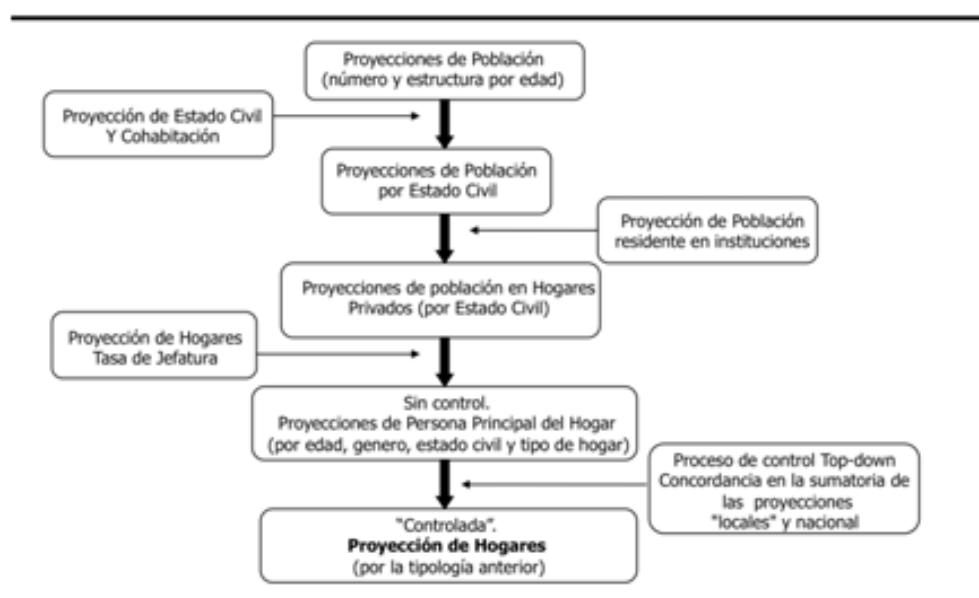 Proyecciones de Población
(número y estructura por edad)
Proyección de Estado Civil
Y Cohabitación
Proyecciones de Población
por Estado Civil
Proyección de Población
residente en instituciones
Proyecciones de población en Hogares
Privados (por Estado Civil)
Proyección de Hogares
Tasa de Jefatura
Sin control.
Proyecciones de Persona Principal del Hogar
(por edad, genero, estado civil y tipo de hogar)
Proceso de control Top-down
Concordancia en la sumatoria de
las proyecciones
"locales" y nacional
“Controlada”.
Proyección de Hogares
(por la tipología anterior)